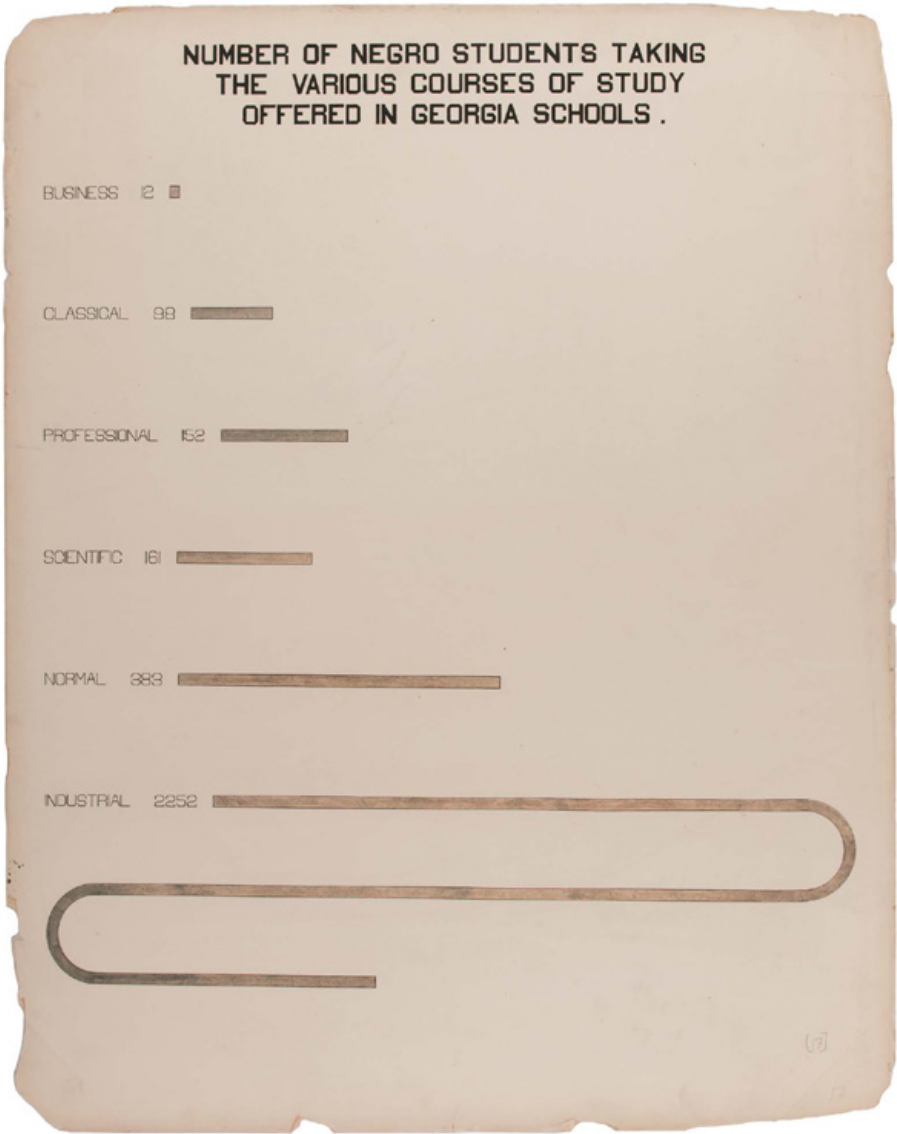 NUMBER OF NEGRO STUDENTS TAKING
THE VARIOUS COURSES OF STUDY
OFFERED IN GEORGIA SCHOOLS .
BUSINESS 12
CLASSICAL 98
PROFESSIONAL 152
SCIENTIFIC 161
NORMAL 383
INDUSTRIAL 2252